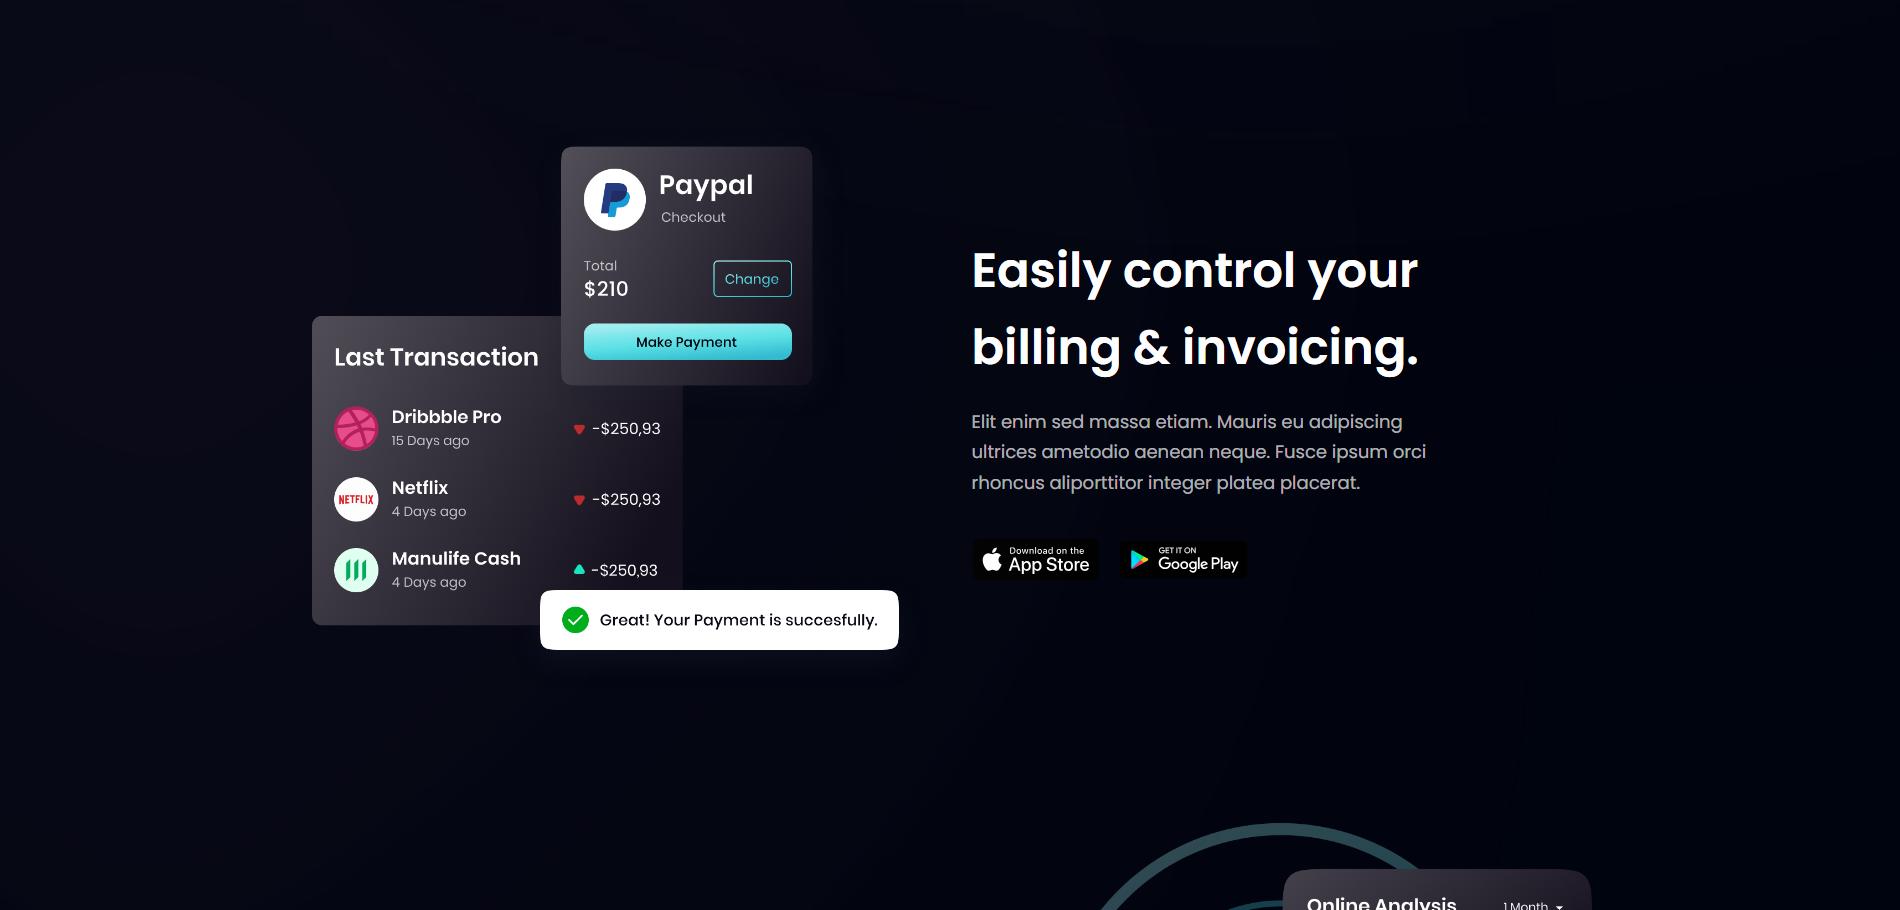 Paypal
Checkout
Total
$210
Change
Make Payment
Last Transaction
Dribbble Pro
15 Days ago
-$250,93
NETFLIX
Netflix
4 Days ago
-$250,93
Manulife Cash
4 Days ago
-$250,93
Great! Your Payment is succesfully.
Easily control your
billing & invoicing.
Elit enim sed massa etiam. Mauris eu adipiscing
ultrices ametodio aenean neque. Fusce ipsum orci
rhoncus aliporttitor integer platea placerat.
Download on the
App Store
GET IT ON
Google Play
Online Analysis
1 Month